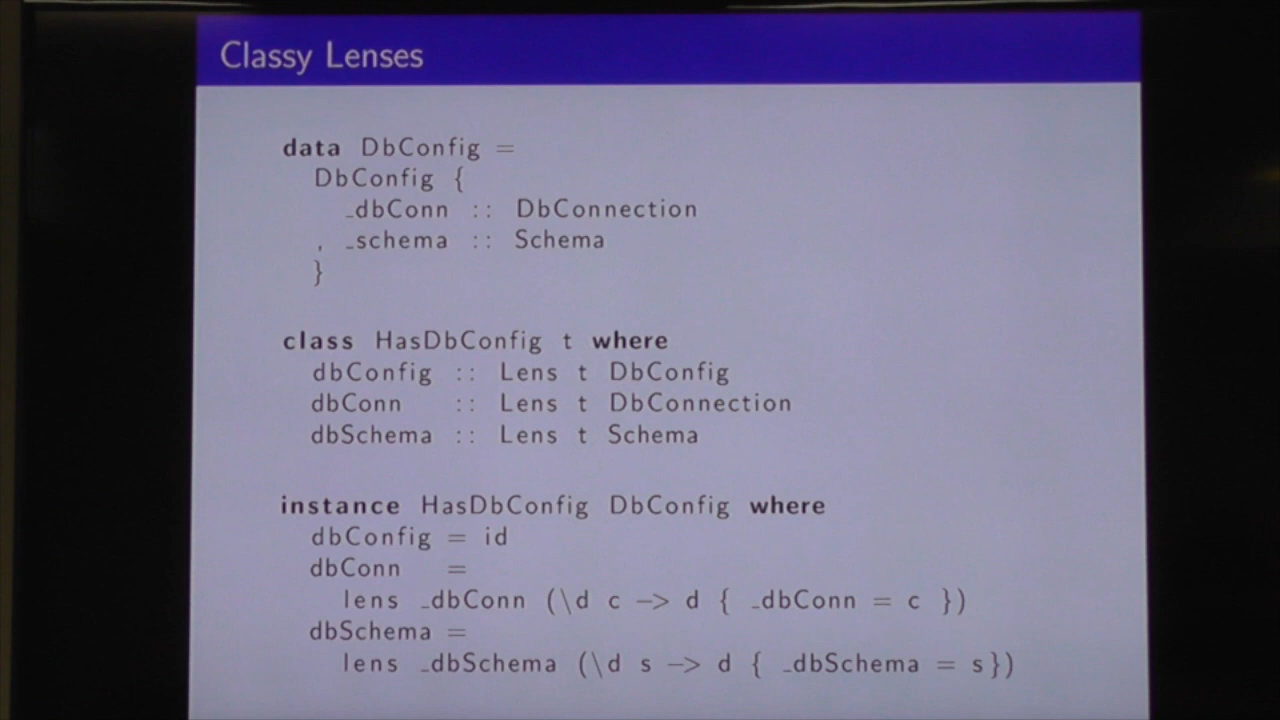 Classy Lenses
data DbConfig =
DbConfig {
_dbConn :: DbConnection
, _schema :: Schema
}
class HasDbConfig t where
dbConfig :: Lens t DbConfig
dbConn :: Lens t DbConnection
dbSchema :: Lens t Schema
instance HasDbConfig DbConfig where
dbConfig = id
dbConn =
lens _dbConn (\d c -> d { _dbConn = c })
dbSchema =
lens _dbSchema (\d s -> d { _dbSchema = s})